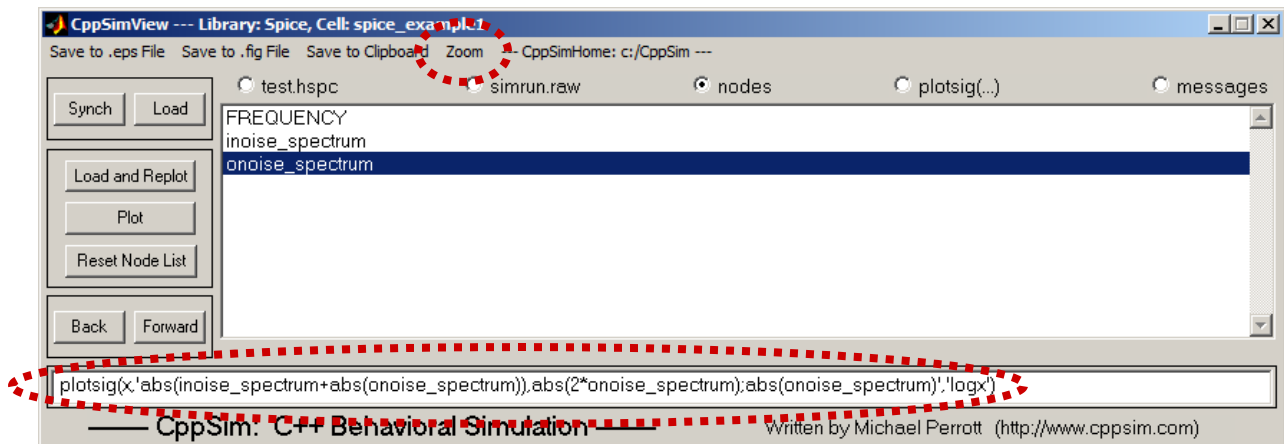 CppSimView --- Library: Spice, Cell: spice_example1
Save to .eps File Save to .fig File Save to Clipboard Zoom --- CppSimHome: c:/CppSim ---
Synch Load
test.hspc simrun.raw nodes plotsig(...) messages
FREQUENCY
inoise_spectrum
onoise_spectrum
Load and Replot
Plot
Reset Node List
Back Forward
plotsig(x,'abs(inoise_spectrum+abs(onoise_spectrum)),abs(2*onoise_spectrum);abs(onoise_spectrum)','logx')
CppSim: C++ Behavioral Simulation
Written by Michael Perrott (http://www.cppsim.com)